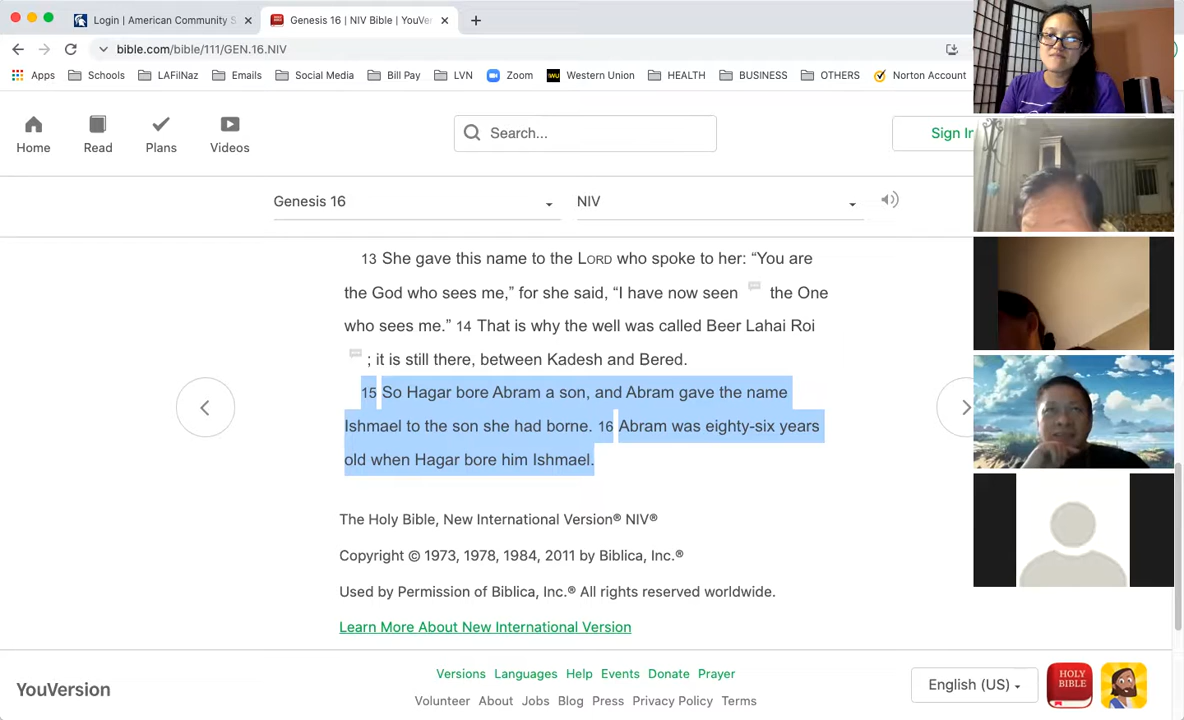 Login | American Community S
Genesis 16 | NIV Bible | YouVer
bible.com/bible/111/GEN.16.NIV
Apps Schools LAFilNaz Emails Social Media Bill Pay LVN Zoom Western Union HEALTH BUSINESS OTHERS Norton Account
Home Read Plans Videos
Search...
Sign In
Genesis 16
NIV
13 She gave this name to the LORD who spoke to her: “You are
the God who sees me,” for she said, “I have now seen the One
who sees me.” 14 That is why the well was called Beer Lahai Roi
; it is still there, between Kadesh and Bered.
15 So Hagar bore Abram a son, and Abram gave the name
Ishmael to the son she had borne. 16 Abram was eighty-six years
old when Hagar bore him Ishmael.
The Holy Bible, New International Version® NIV®
Copyright © 1973, 1978, 1984, 2011 by Biblica, Inc.®
Used by Permission of Biblica, Inc.® All rights reserved worldwide.
Learn More About New International Version
YouVersion
Versions Languages Help Events Donate Prayer
Volunteer About Jobs Blog Press Privacy Policy Terms
English (US)
HOLY
BIBLE